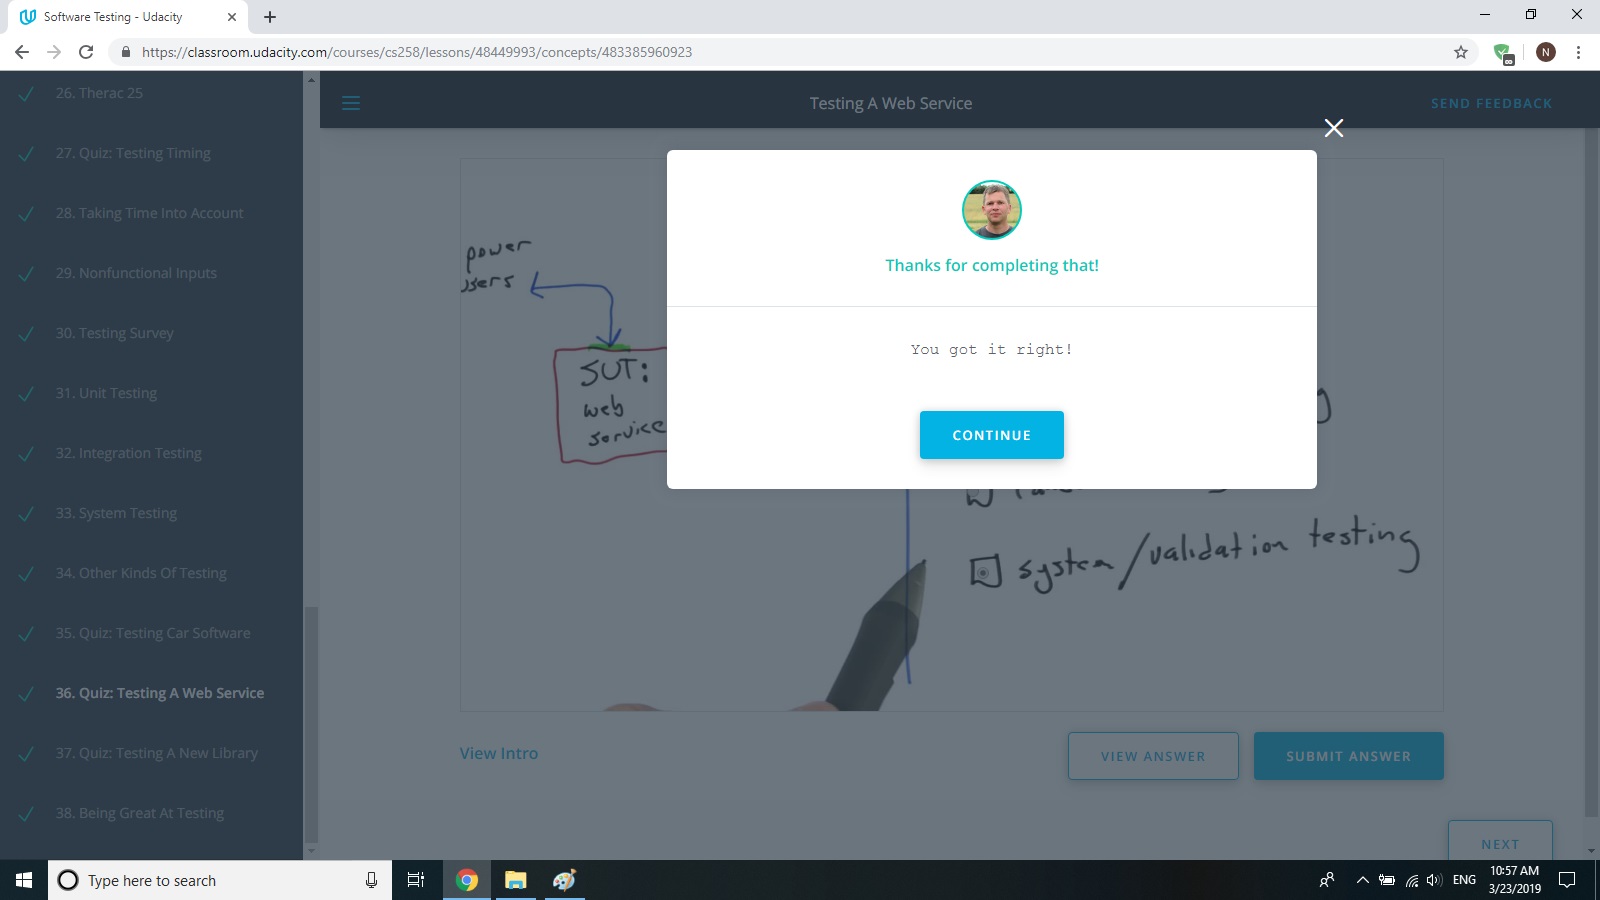 Software Testing - Udacity
https://classroom.udacity.com/courses/cs258/lessons/48449993/concepts/483385960923
N
26. Therac 25
27. Quiz: Testing Timing
28. Taking Time Into Account
29. Nonfunctional Inputs
30. Testing Survey
31. Unit Testing
32. Integration Testing
33. System Testing
34. Other Kinds Of Testing
35. Quiz: Testing Car Software
36. Quiz: Testing A Web Service
37. Quiz: Testing A New Library
38. Being Great At Testing
Testing A Web Service
SEND FEEDBACK
power
users
SUT:
web
service
Thanks for completing that!
You got it right!
CONTINUE
system/validation testing
View Intro
VIEW ANSWER
SUBMIT ANSWER
NEXT
Type here to search
ENG
10:57 AM
3/23/2019